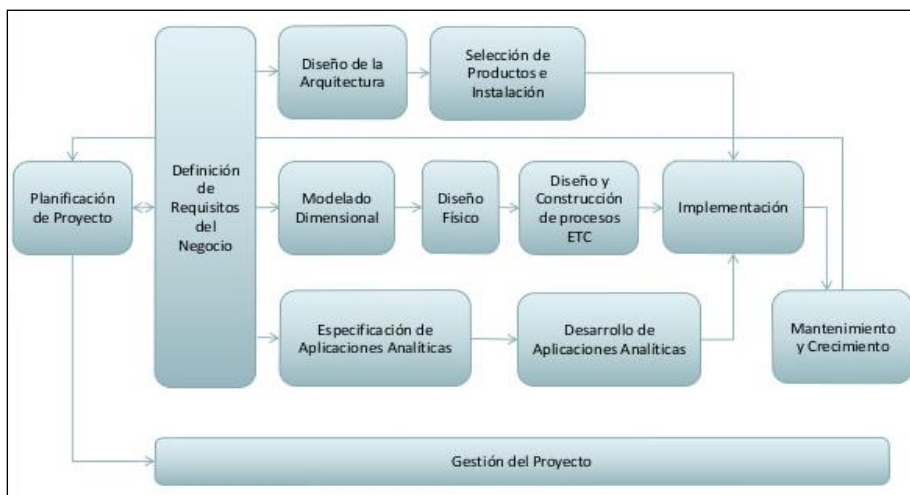 Planificación
de Proyecto
Definición
de
Requisitos
del
Negocio
Diseño de la
Arquitectura
Selección de
Productos e
Instalación
Modelado
Dimensional
Diseño
Físico
Diseño y
Construcción
de procesos
ETC
Implementación
Especificación de
Aplicaciones Analíticas
Desarrollo de
Aplicaciones Analíticas
Mantenimiento
y Crecimiento
Gestión del Proyecto